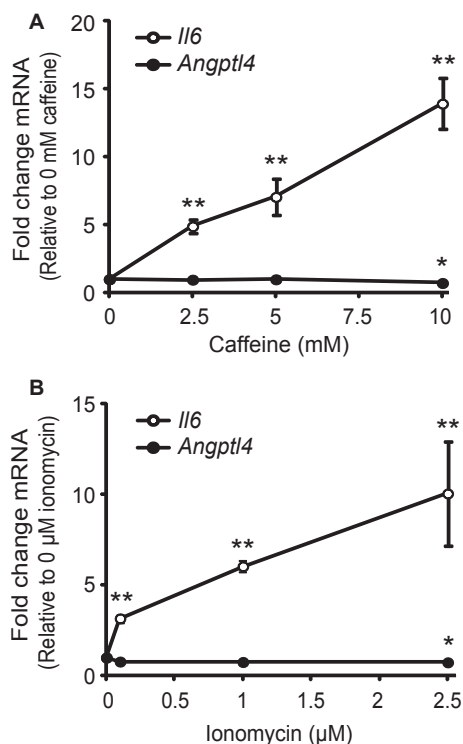 A
Il6
Angptl4
Fold change mRNA
(Relative to 0 mM caffeine)
20
15
10
5
0
**
**
**
*
0
2.5
5
7.5
10
Caffeine (mM)
B
Il6
Angptl4
Fold change mRNA
(Relative to 0 µM ionomycin)
15
10
5
0
**
**
**
*
0
0.5
1
1.5
2
2.5
Ionomycin (µM)